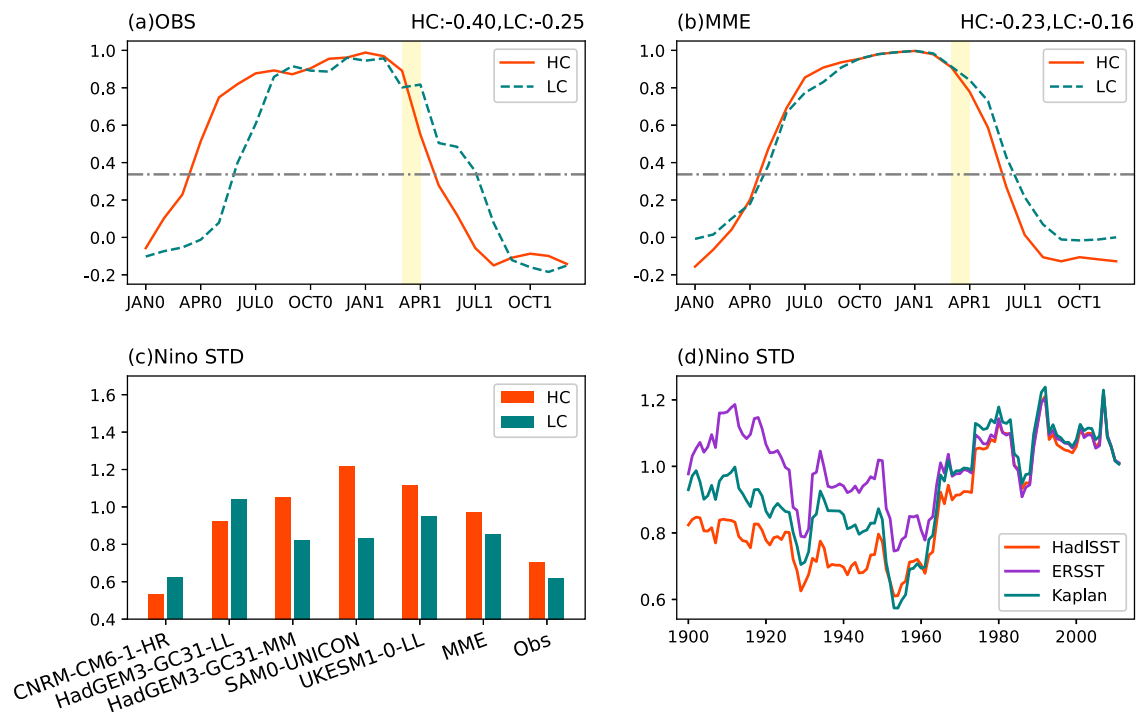 (a)OBS HC:-0.40,LC:-0.25
1.0
0.8
0.6
0.4
0.2
0.0
-0.2
HC
LC
JAN0 APR0 JUL0 OCT0 JAN1 APR1 JUL1 OCT1
(b)MME HC:-0.23,LC:-0.16
1.0
0.8
0.6
0.4
0.2
0.0
-0.2
HC
LC
JAN0 APR0 JUL0 OCT0 JAN1 APR1 JUL1 OCT1
(c)Nino STD
1.6
1.4
1.2
1.0
0.8
0.6
0.4
HC
LC
CNRM-CM6-1-HR
HadGEM3-GC31-LL
HadGEM3-GC31-MM
SAM0-UNICON
UKESM1-0-LL
MME
Obs
(d)Nino STD
1.2
1.0
0.8
0.6
HadISST
ERSST
Kaplan
1900 1920 1940 1960 1980 2000